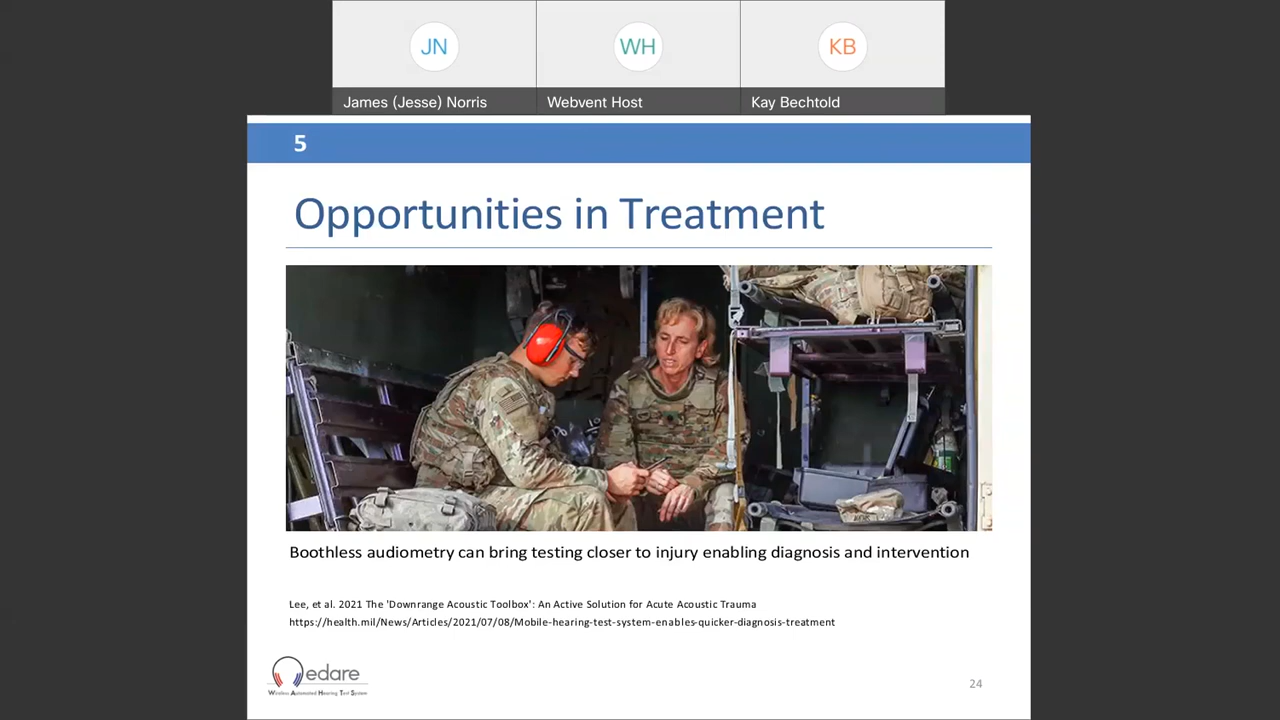 JN
WH
KB
James (Jesse) Norris
Webvent Host
Kay Bechtold
5
Opportunities in Treatment
Boothless audiometry can bring testing closer to injury enabling diagnosis and intervention
Lee, et al. 2021 The 'Downrange Acoustic Toolbox': An Active Solution for Acute Acoustic Trauma
https://health.mil/News/Articles/2021/07/08/Mobile-hearing-test-system-enables-quicker-diagnosis-treatment
edare
Wireless Automated Hearing Test System
24